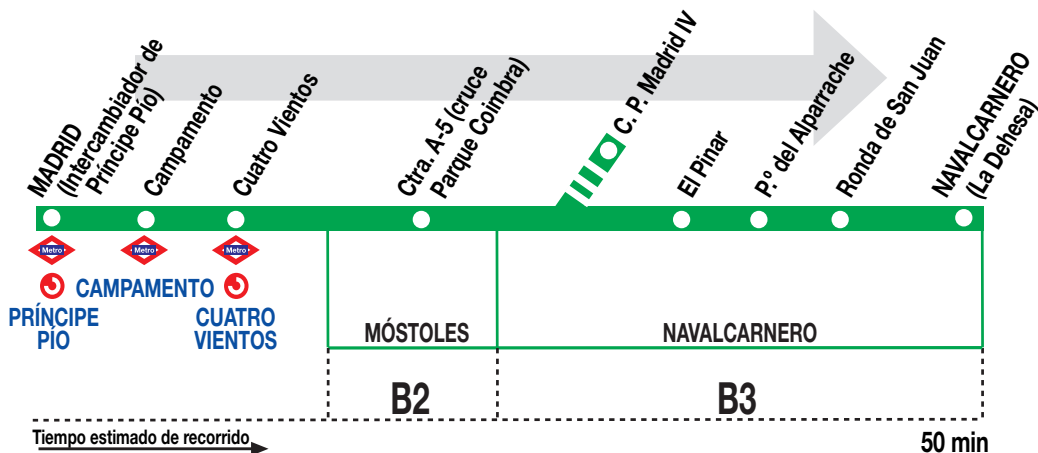 MADRID
(Intercambiador de
Príncipe Pío)
Campamento
Cuatro Vientos
Ctra. A-5 (cruce
Parque Coimbra)
C. P. Madrid IV
El Pinar
P.º del Alparrache
Ronda de San Juan
NAVALCARNERO
(La Dehesa)
Metro
Metro
Metro
PRÍNCIPE
PÍO
CAMPAMENTO
CUATRO
VIENTOS
MÓSTOLES
NAVALCARNERO
B2
B3
Tiempo estimado de recorrido
50 min